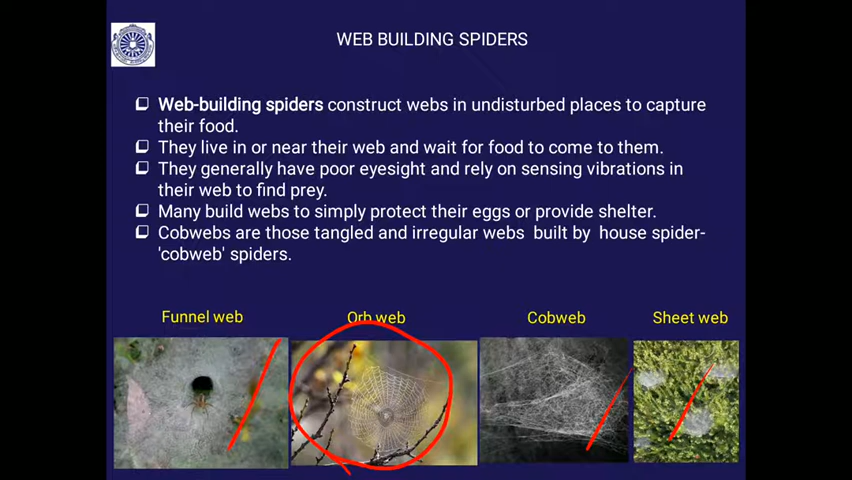 WEB BUILDING SPIDERS
Web-building spiders construct webs in undisturbed places to capture
their food.
They live in or near their web and wait for food to come to them.
They generally have poor eyesight and rely on sensing vibrations in
their web to find prey.
Many build webs to simply protect their eggs or provide shelter.
Cobwebs are those tangled and irregular webs built by house spider-
'cobweb' spiders.
Funnel web Orb web Cobweb Sheet web